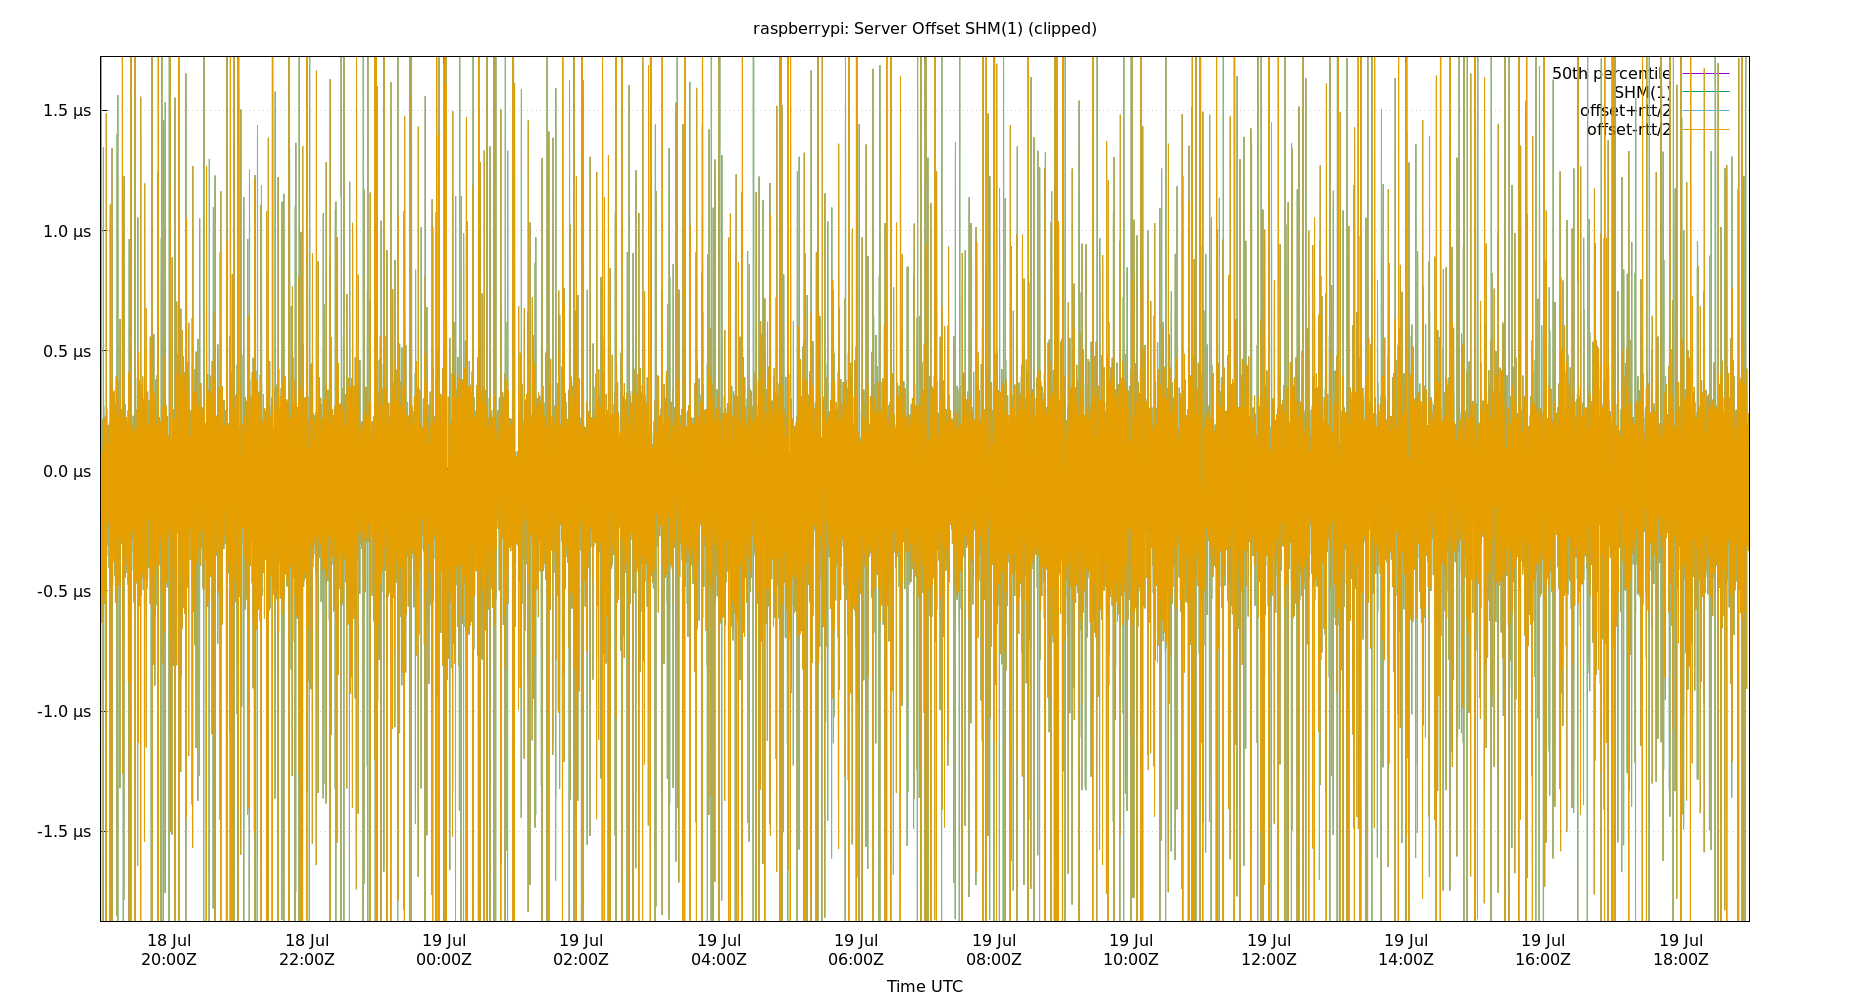 raspberrypi: Server Offset SHM(1) (clipped)
50th percentile
SHM(1)
offset+rtt/2
offset-rtt/2
1.5 µs
1.0 µs
0.5 µs
0.0 µs
-0.5 µs
-1.0 µs
-1.5 µs
18 Jul 18 Jul 19 Jul 19 Jul 19 Jul 19 Jul 19 Jul 19 Jul 19 Jul 19 Jul 19 Jul 19 Jul
20:00Z 22:00Z 00:00Z 02:00Z 04:00Z 06:00Z 08:00Z 10:00Z 12:00Z 14:00Z 16:00Z 18:00Z
Time UTC